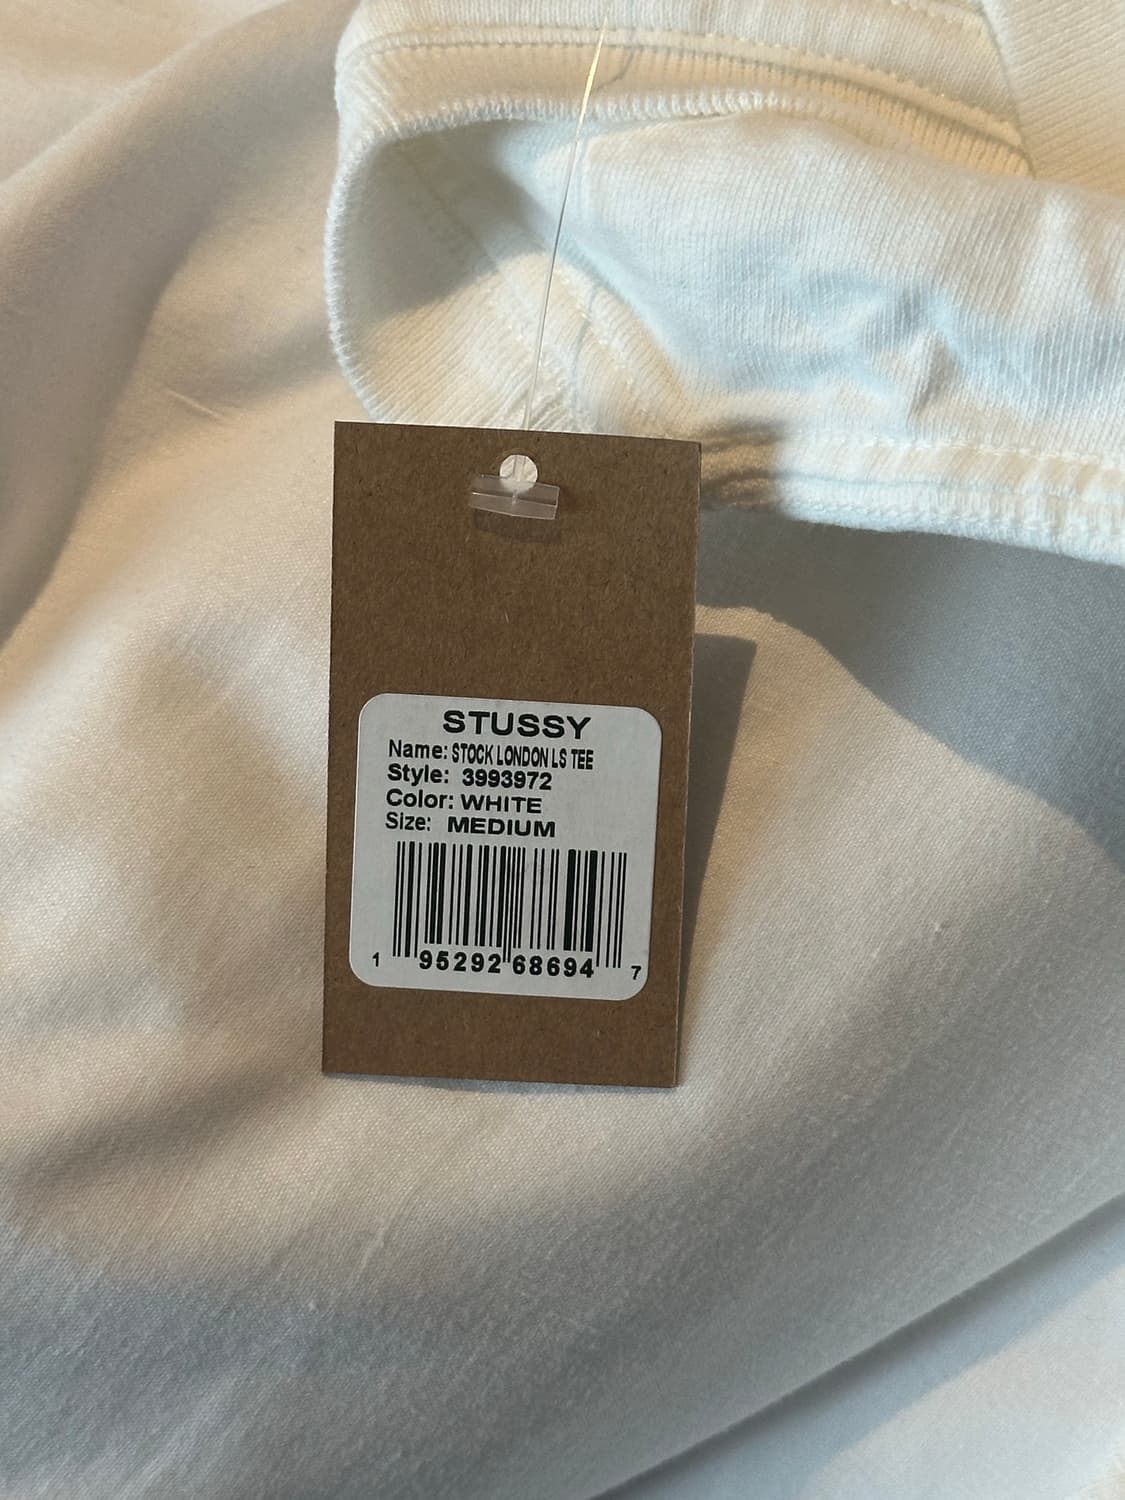 STUSSY
Name: STOCK LONDON LS TEE
Style: 3993972
Color: WHITE
Size: MEDIUM
1 95292 68694 7